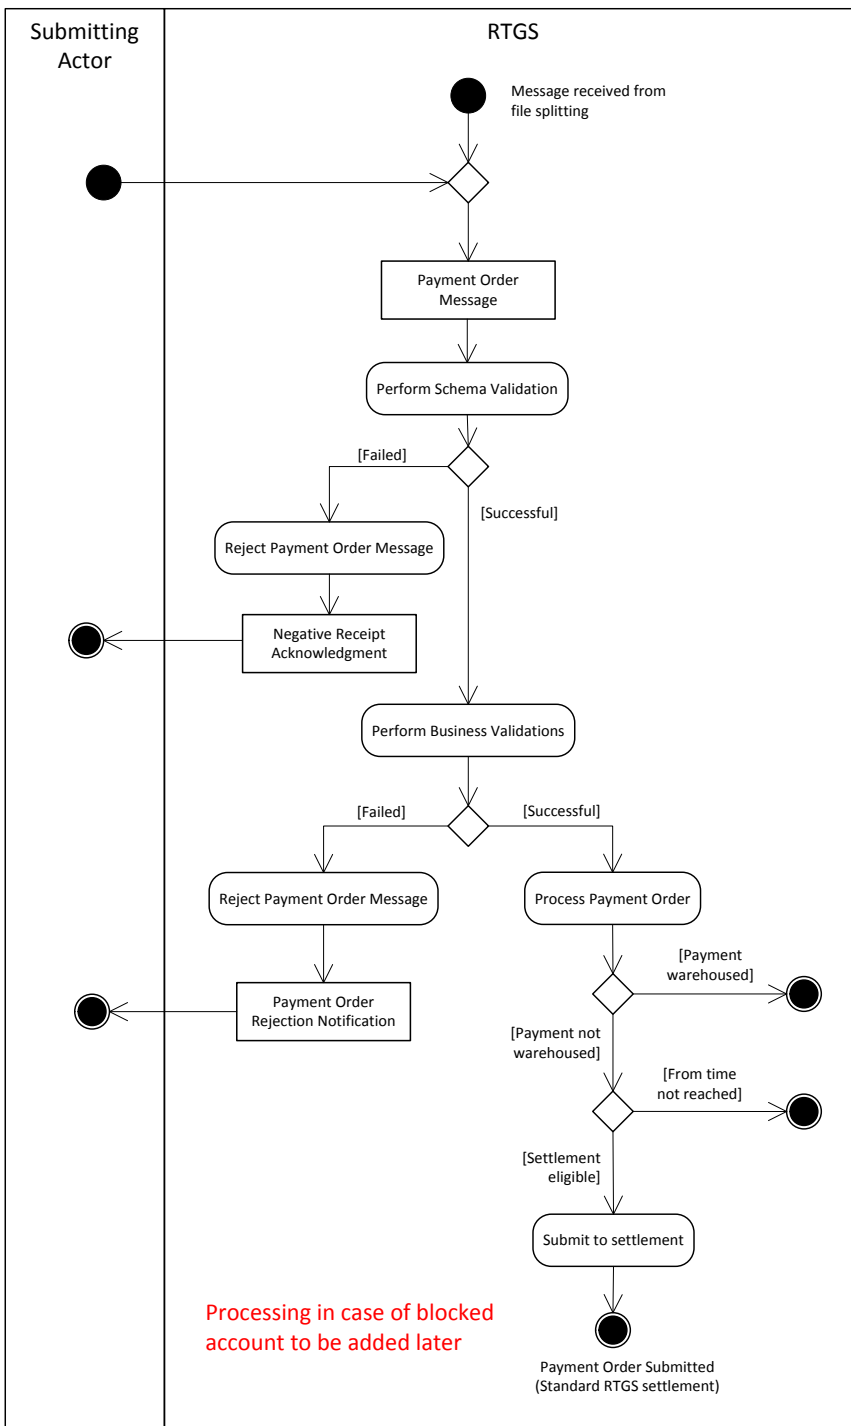 Submitting
Actor
RTGS
Message received from
file splitting
Payment Order
Message
Perform Schema Validation
[Failed]
[Successful]
Reject Payment Order Message
Negative Receipt
Acknowledgment
Perform Business Validations
[Failed]
[Successful]
Reject Payment Order Message
Process Payment Order
[Payment
warehoused]
Payment Order
Rejection Notification
[Payment not
warehoused]
[From time
not reached]
[Settlement
eligible]
Submit to settlement
Processing in case of blocked
account to be added later
Payment Order Submitted
(Standard RTGS settlement)